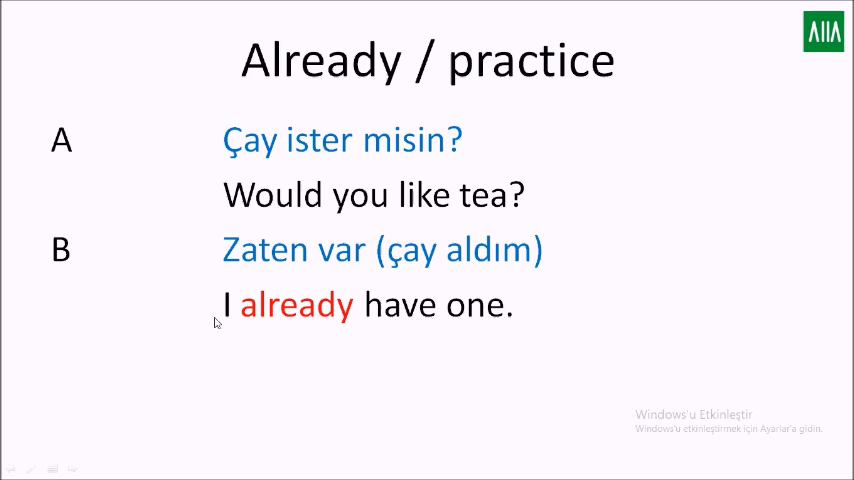 Already / practice
A
Çay ister misin?
Would you like tea?
B
Zaten var (çay aldım)
I already have one.
Windows'u Etkinleştir
Windows'u etkinleştirmek için Ayarlar'a gidin.